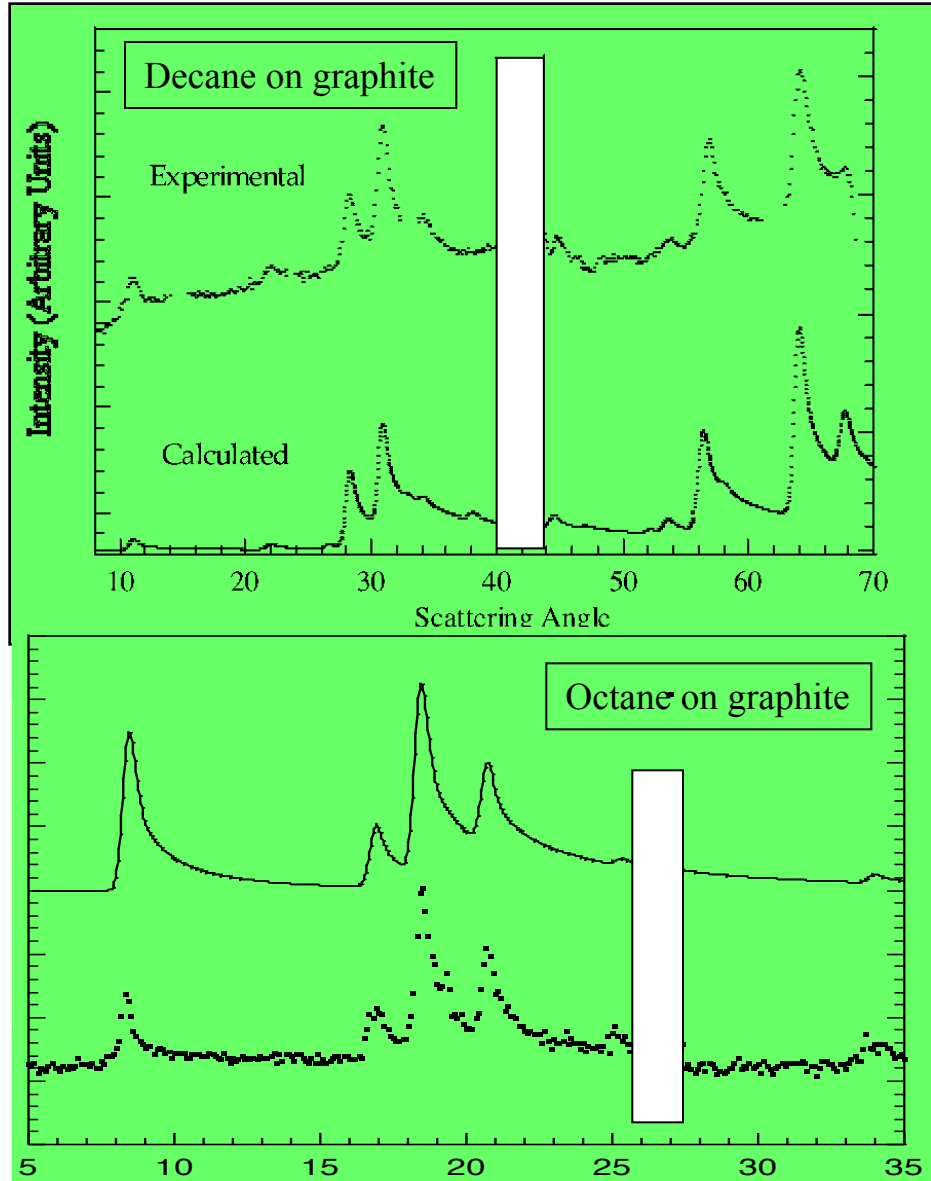 Decane on graphite
Intensity (Arbitrary Units)
Experimental
Calculated
10 20 30 40 50 60 70
Scattering Angle
Octane on graphite
5 10 15 20 25 30 35